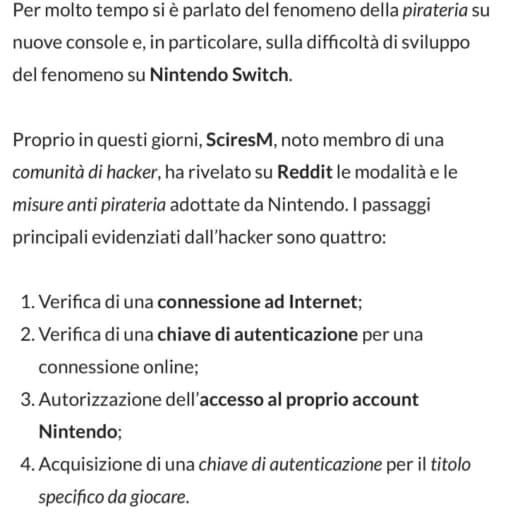 Per molto tempo si è parlato del fenomeno della pirateria su
nuove console e, in particolare, sulla difficoltà di sviluppo
del fenomeno su Nintendo Switch.
Proprio in questi giorni, SciresM, noto membro di una
comunità di hacker, ha rivelato su Reddit le modalità e le
misure anti pirateria adottate da Nintendo. I passaggi
principali evidenziati dall’hacker sono quattro:
1. Verifica di una connessione ad Internet;
2. Verifica di una chiave di autenticazione per una
connessione online;
3. Autorizzazione dell’accesso al proprio account
Nintendo;
4. Acquisizione di una chiave di autenticazione per il titolo
specifico da giocare.